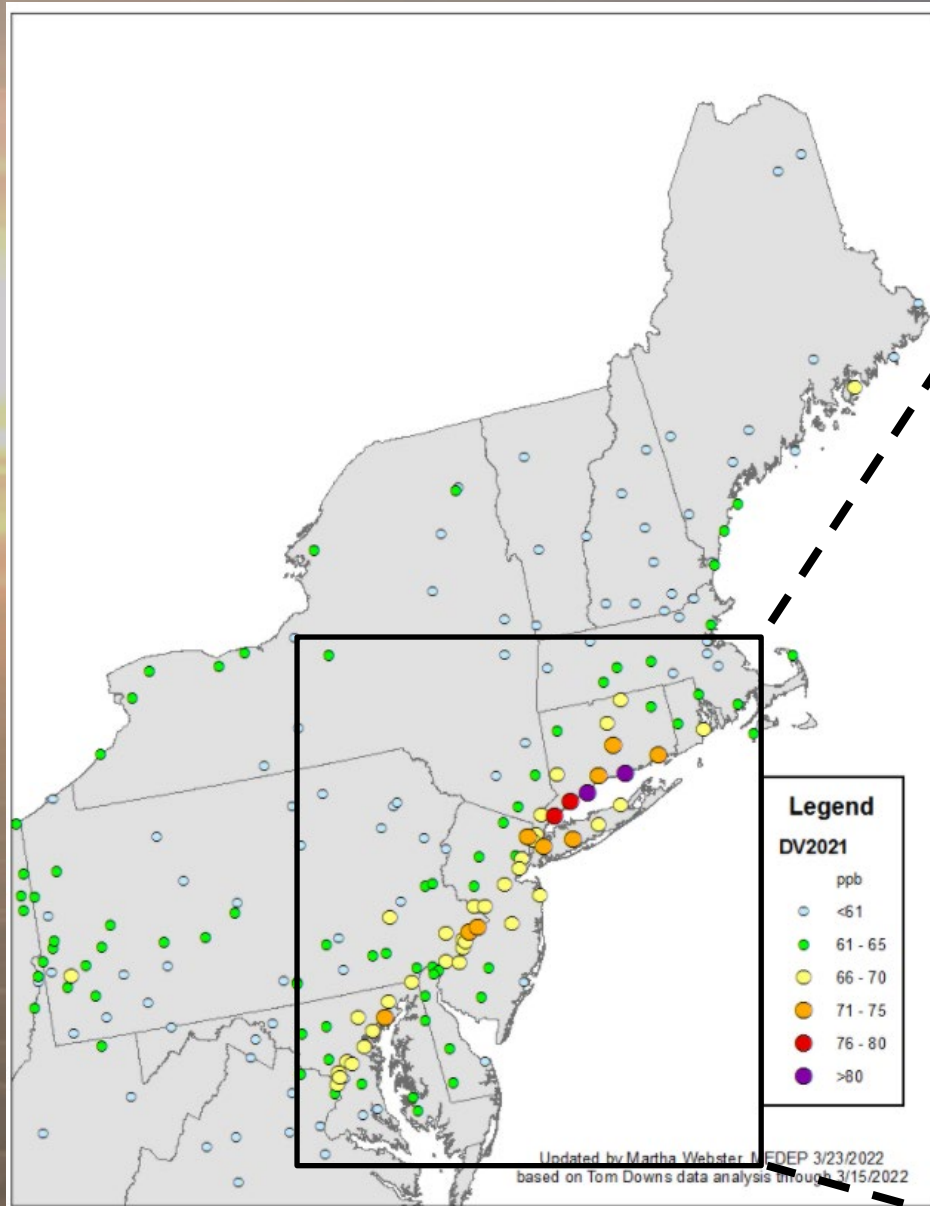 Legend
DV2021
ppb
<61
61 - 65
66 - 70
71 - 75
76 - 80
>80
Updated by Martha Webster, MEDEP 3/23/2022
based on Tom Downs data analysis through 3/15/2022